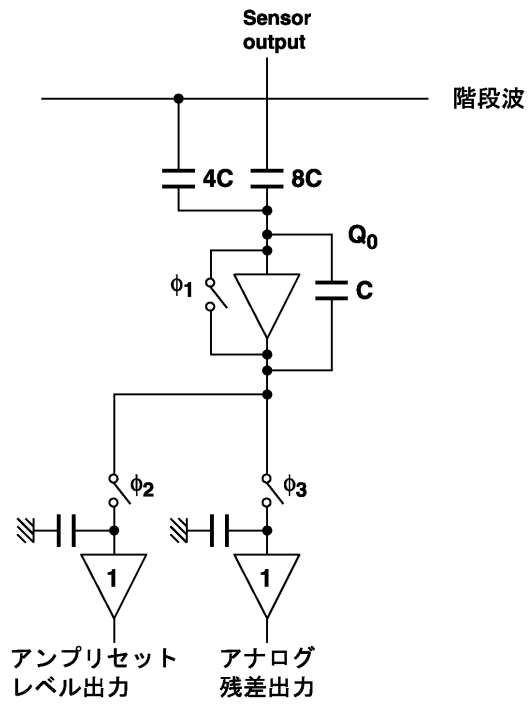 Sensor
output
階段波
4C
8C
Q0
ϕ1
C
ϕ2
ϕ3
1
1
アンプリセット
レベル出力
アナログ
残差出力